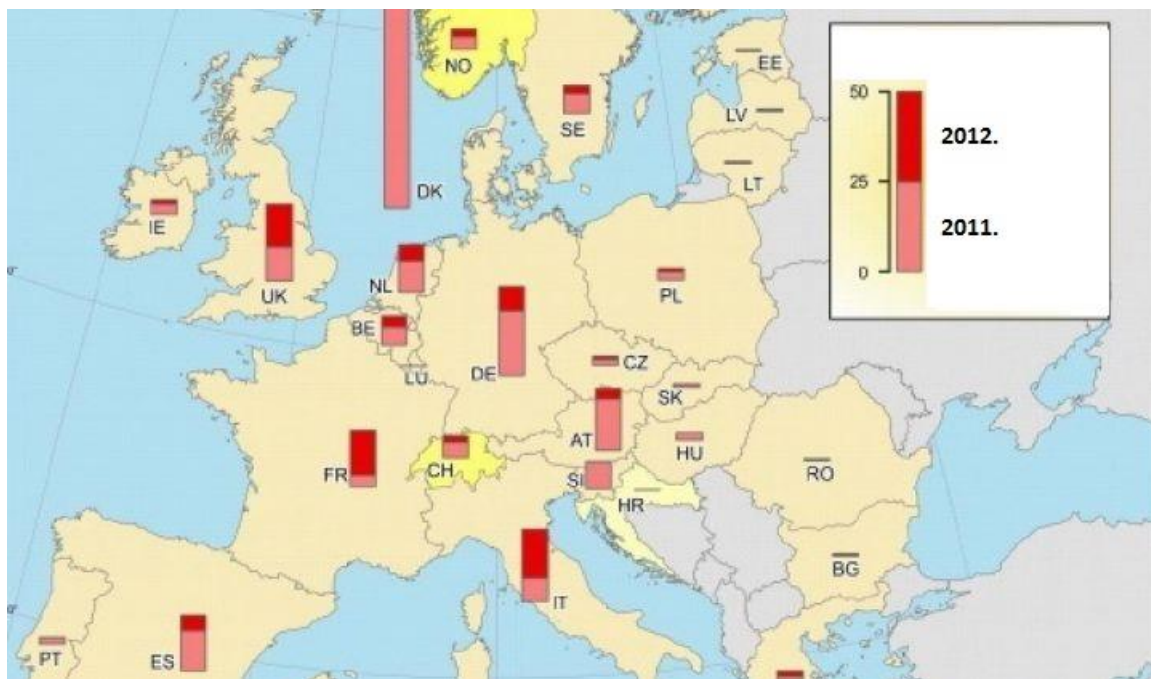 NO
EE
50
LV
SE
2012.
LT
25
DK
IE
2011.
0
NL
PL
UK
BE
CZ
LU
DE
SK
AT
HU
CH
FR
SI
RO
HR
BG
IT
PT
ES